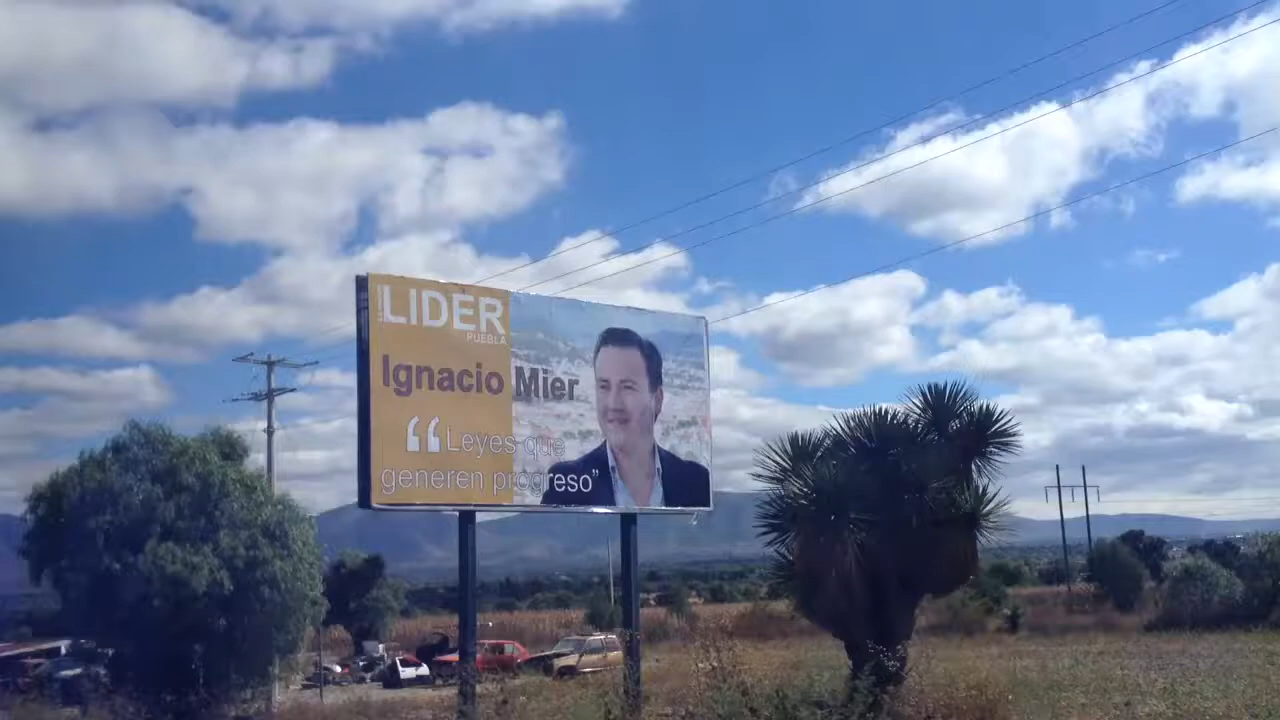 LIDER
PUEBLA
Ignacio Mier
“Leyes que
generen progreso”